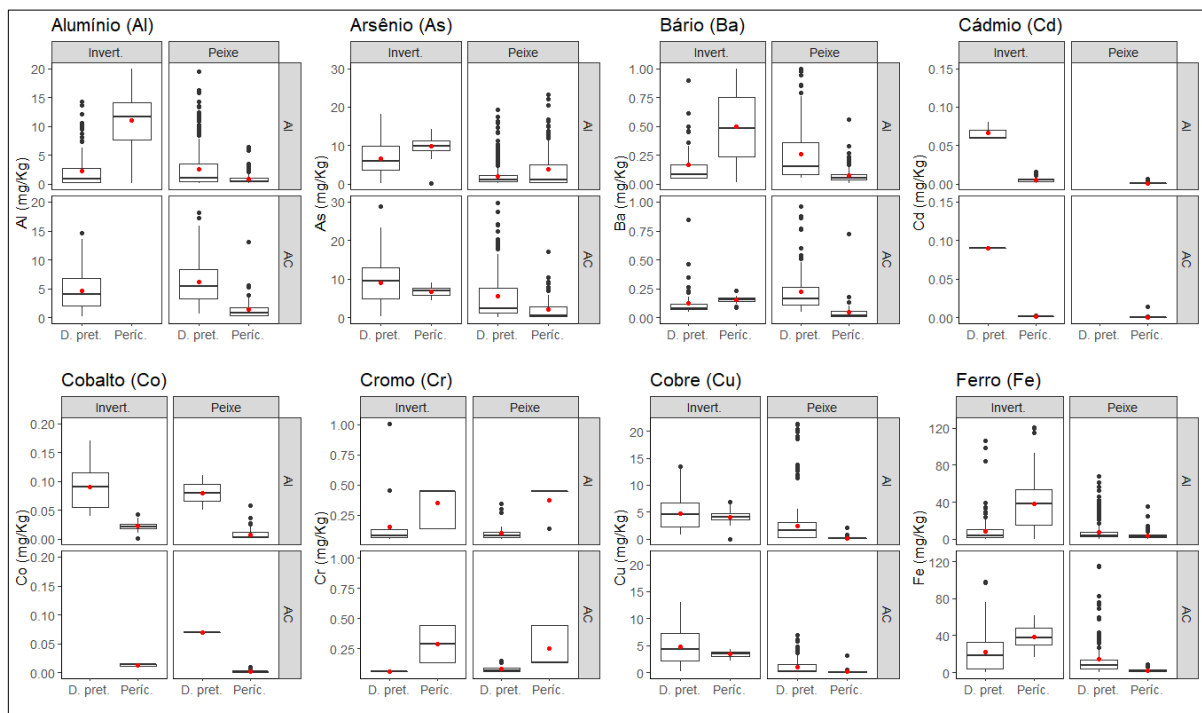 Alumínio (Al)
Invert. Peixe
Al (mg/Kg)
20
15
10
5
0
AI
20
15
10
5
0
AC
D. pret. Períc. D. pret. Períc.
Arsênio (As)
Invert. Peixe
As (mg/Kg)
30
20
10
0
AI
30
20
10
0
AC
D. pret. Períc. D. pret. Períc.
Bário (Ba)
Invert. Peixe
Ba (mg/Kg)
1.00
0.75
0.50
0.25
0.00
AI
1.00
0.75
0.50
0.25
0.00
AC
D. pret. Períc. D. pret. Períc.
Cádmio (Cd)
Invert. Peixe
Cd (mg/Kg)
0.15
0.10
0.05
0.00
AI
0.15
0.10
0.05
0.00
AC
D. pret. Períc. D. pret. Períc.
Cobalto (Co)
Invert. Peixe
Co (mg/Kg)
0.20
0.15
0.10
0.05
0.00
AI
0.20
0.15
0.10
0.05
0.00
AC
D. pret. Períc. D. pret. Períc.
Cromo (Cr)
Invert. Peixe
Cr (mg/Kg)
1.00
0.75
0.50
0.25
AI
1.00
0.75
0.50
0.25
AC
D. pret. Períc. D. pret. Períc.
Cobre (Cu)
Invert. Peixe
Cu (mg/Kg)
20
15
10
5
0
AI
20
15
10
5
0
AC
D. pret. Períc. D. pret. Períc.
Ferro (Fe)
Invert. Peixe
Fe (mg/Kg)
120
80
40
0
AI
120
80
40
0
AC
D. pret. Períc. D. pret. Períc.